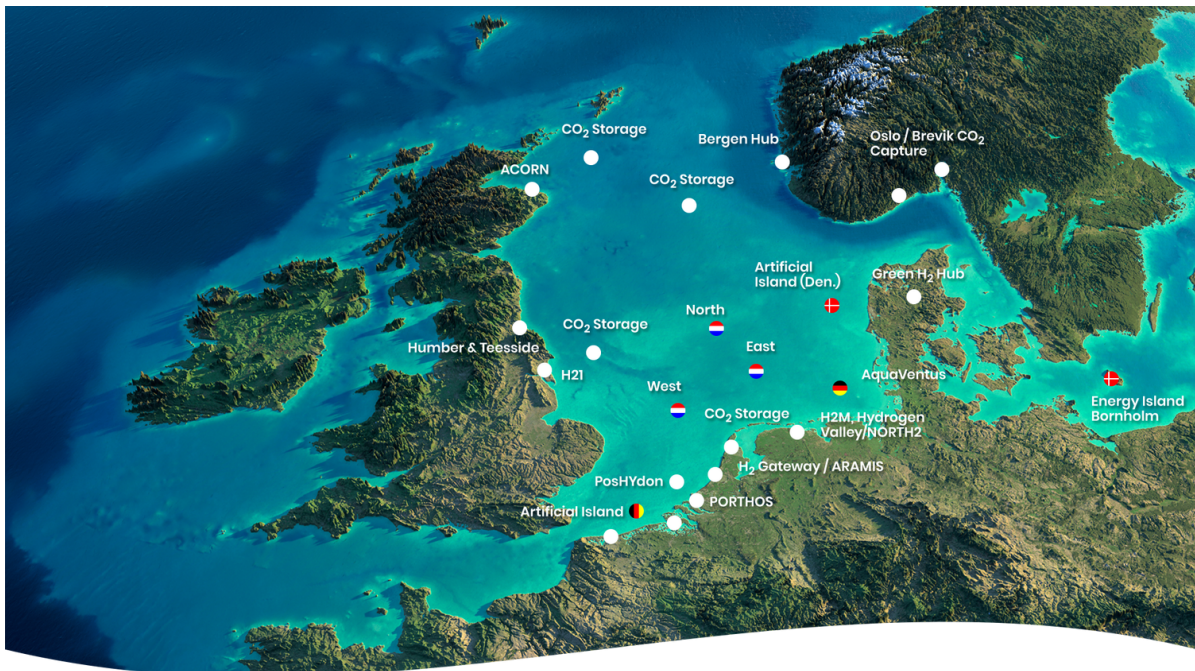 CO2 Storage
Bergen Hub
Oslo / Brevik CO2
Capture
ACORN
CO2 Storage
Artificial
Island (Den.)
Green H2 Hub
North
CO2 Storage
Humber & Teesside
East
H21
West
AquaVentus
Energy Island
Bornholm
CO2 Storage
H2M, Hydrogen
Valley/NORTH2
H2 Gateway / ARAMIS
PosHYdon
PORTHOS
Artificial Island